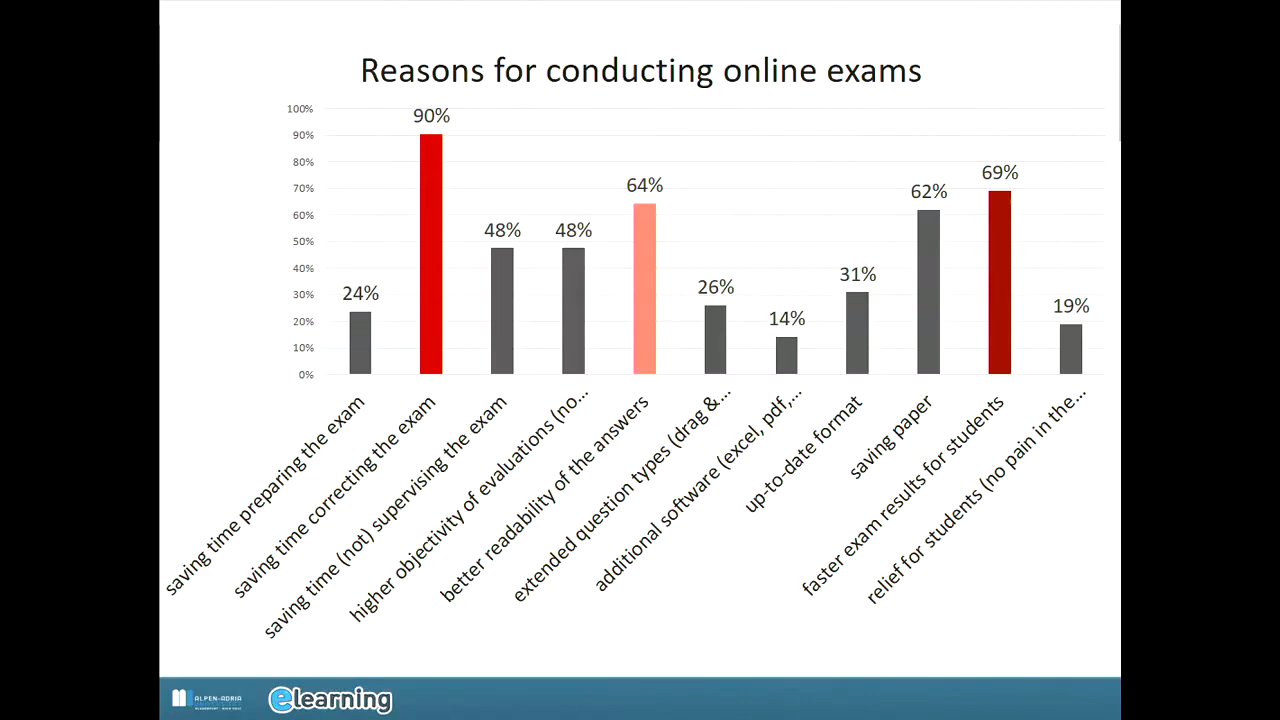 Reasons for conducting online exams
100%
90%
80%
70%
60%
50%
40%
30%
20%
10%
0%
24%
90%
48%
48%
64%
26%
14%
31%
62%
69%
19%
saving time preparing the exam
saving time correcting the exam
saving time (not) supervising the exam
higher objectivity of evaluations (no...
better readability of the answers
extended question types (drag &...
additional software (excel, pdf,...
up-to-date format
saving paper
faster exam results for students
relief for students (no pain in the...
ALPEN-ADRIA
elearning